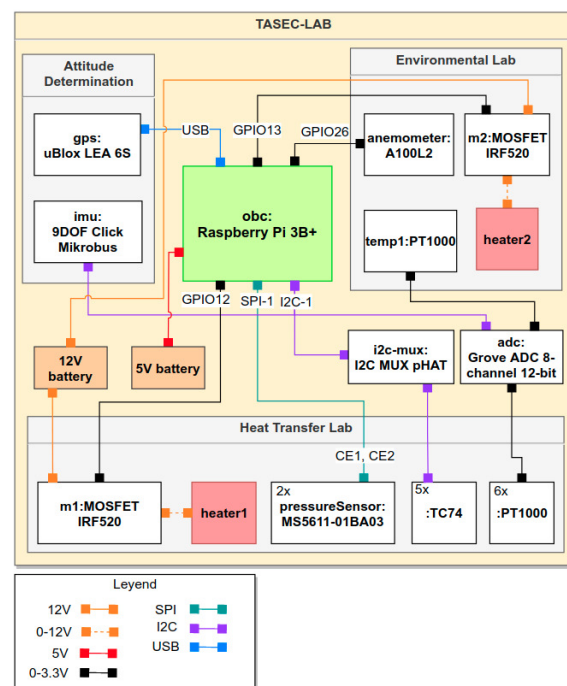 TASEC-LAB
Attitude
Determination
Environmental Lab
gps:
uBlox LEA 6S
USB
GPIO13
GPIO26
anemometer:
A100L2
m2:MOSFET
IRF520
obc:
Raspberry Pi 3B+
imu:
9DOF Click
Mikrobus
temp1:PT1000
heater2
GPIO12
SPI-1
I2C-1
12V
battery
5V battery
i2c-mux:
I2C MUX pHAT
adc:
Grove ADC 8-
channel 12-bit
Heat Transfer Lab
CE1, CE2
m1:MOSFET
IRF520
heater1
2x
pressureSensor:
MS5611-01BA03
5x
:TC74
6x
:PT1000
Leyend
12V
SPI
0-12V
I2C
5V
USB
0-3.3V